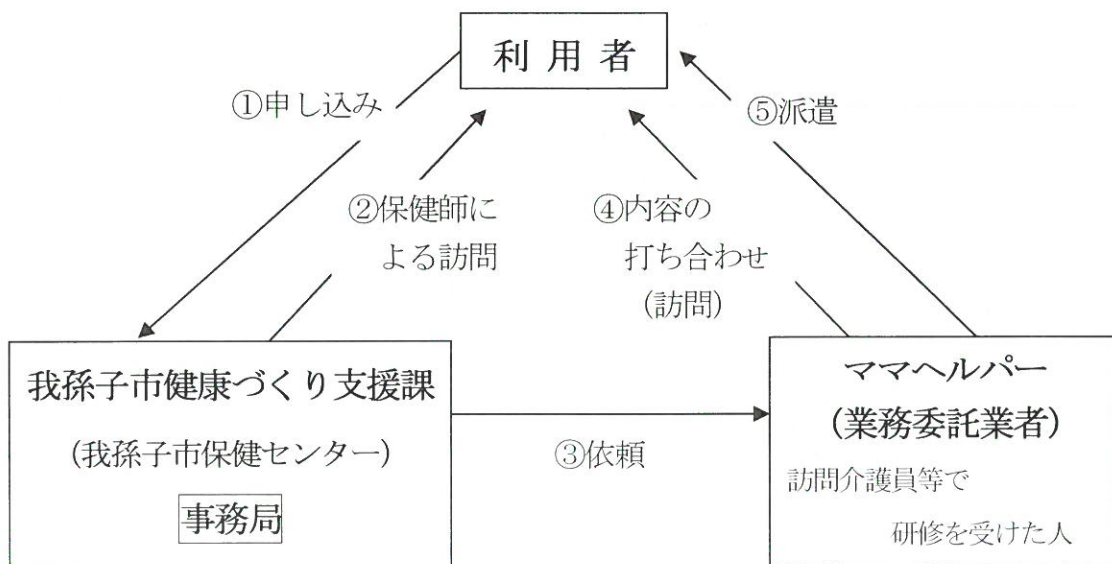 利用者
①申し込み
⑤派遣
②保健師に
よる訪問
④内容の
打ち合わせ
(訪問)
我孫子市健康づくり支援課
(我孫子市保健センター)
事務局
③依頼
ママヘルパー
(業務委託業者)
訪問介護員等で
研修を受けた人